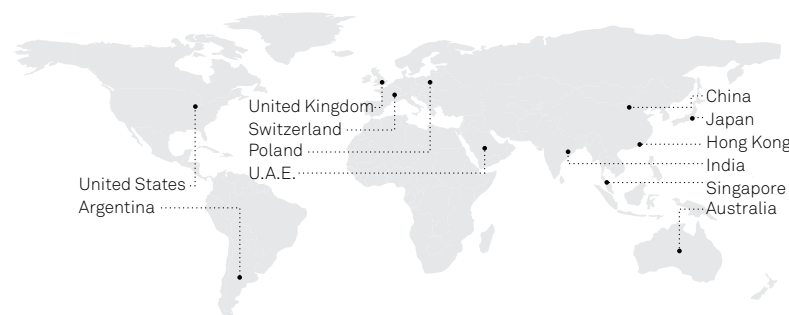 United Kingdom
Switzerland
Poland
U.A.E.
United States
Argentina
China
Japan
Hong Kong
India
Singapore
Australia